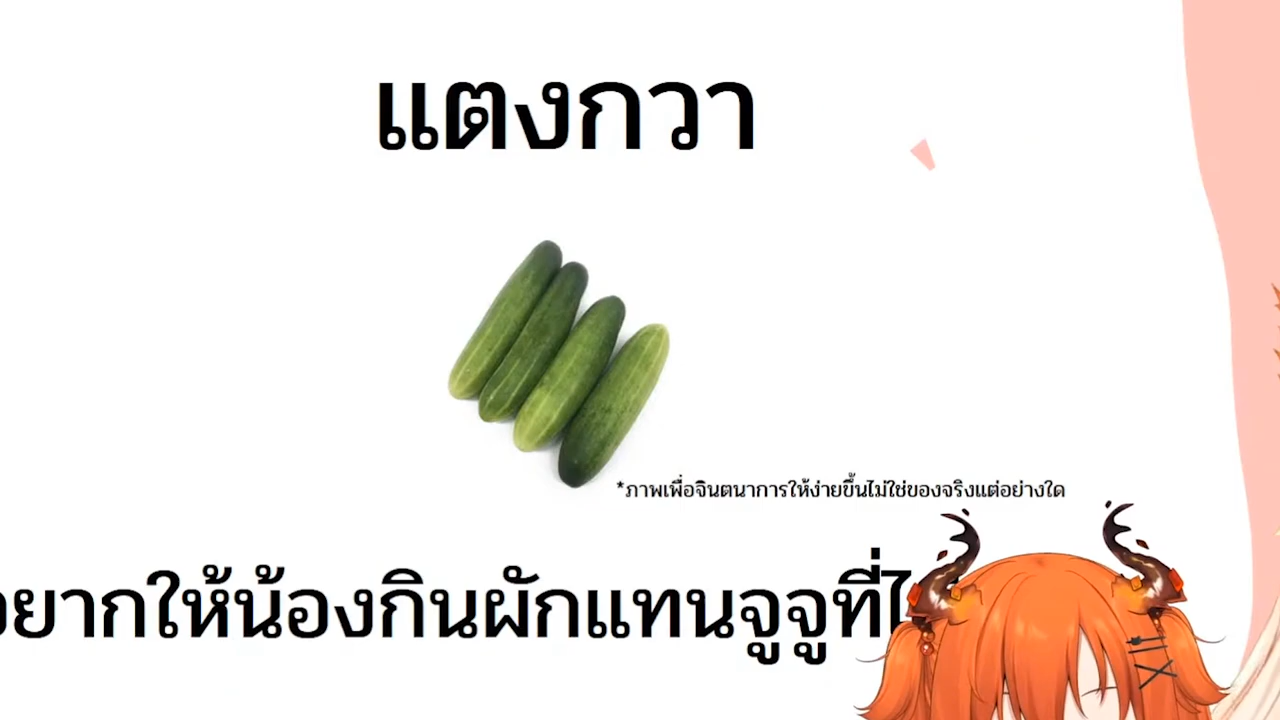 แตงกวา
*ภาพเพื่อจินตนาการให้ง่ายขึ้นไม่ใช่ของจริงแต่อย่างใด
อยากให้น้องกินผักแทนจูจูที่